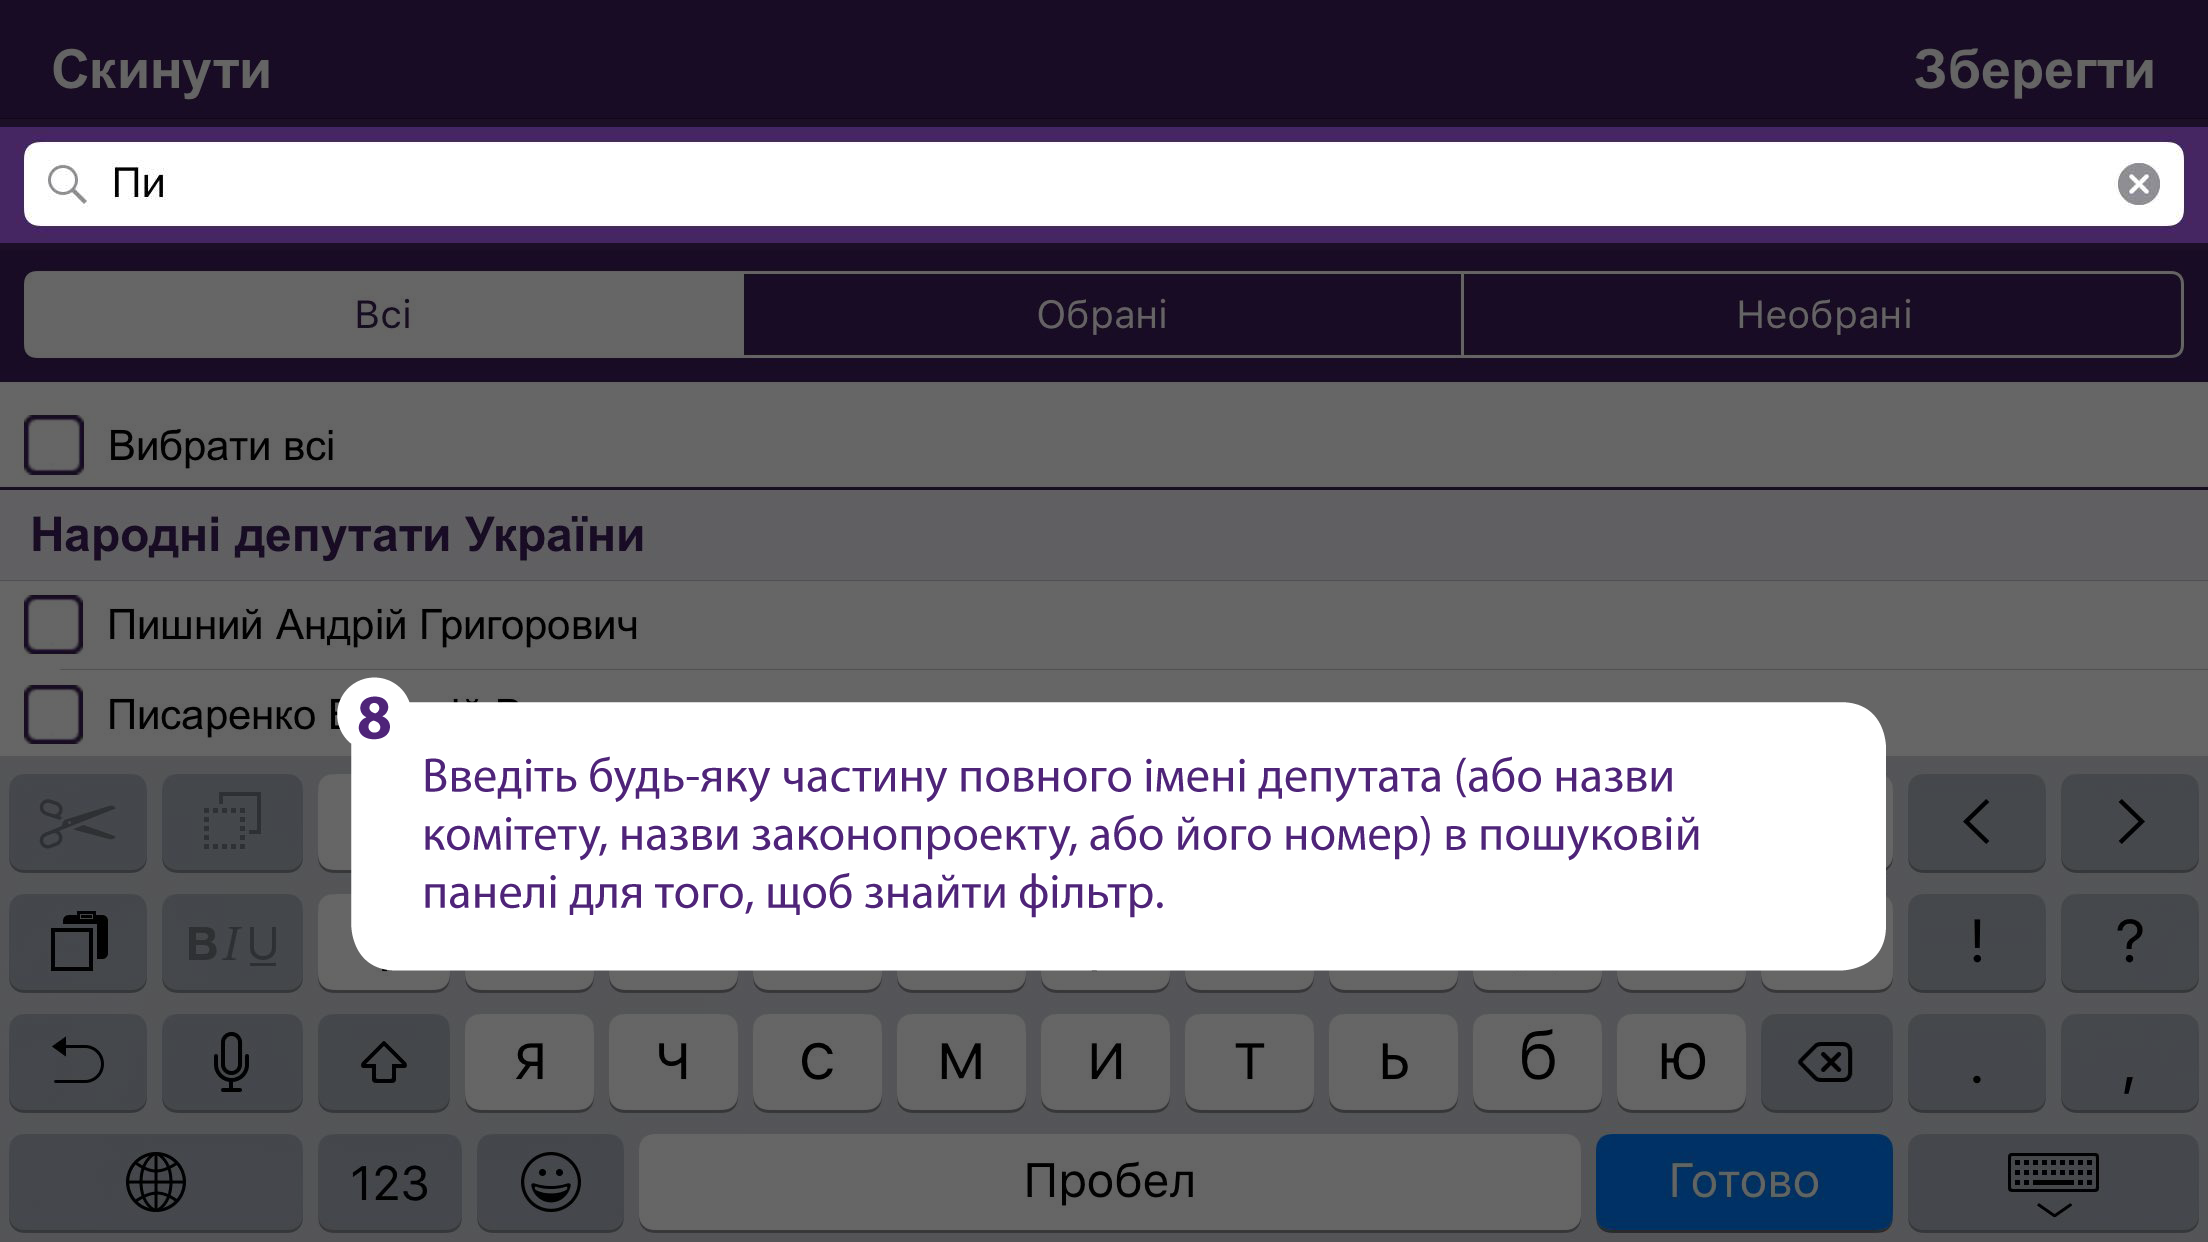 Скинути
Зберегти
Пи
Всі
Обрані
Необрані
Вибрати всі
Народні депутати України
Пишний Андрій Григорович
Писаренко
8
Введіть будь-яку частину повного імені депутата (або назви
комітету, назви законопроекту, або його номер) в пошуковій
панелі для того, щоб знайти фільтр.
B I U
! ?
я ч с м и т ь б ю . ,
123
Пробел
Готово